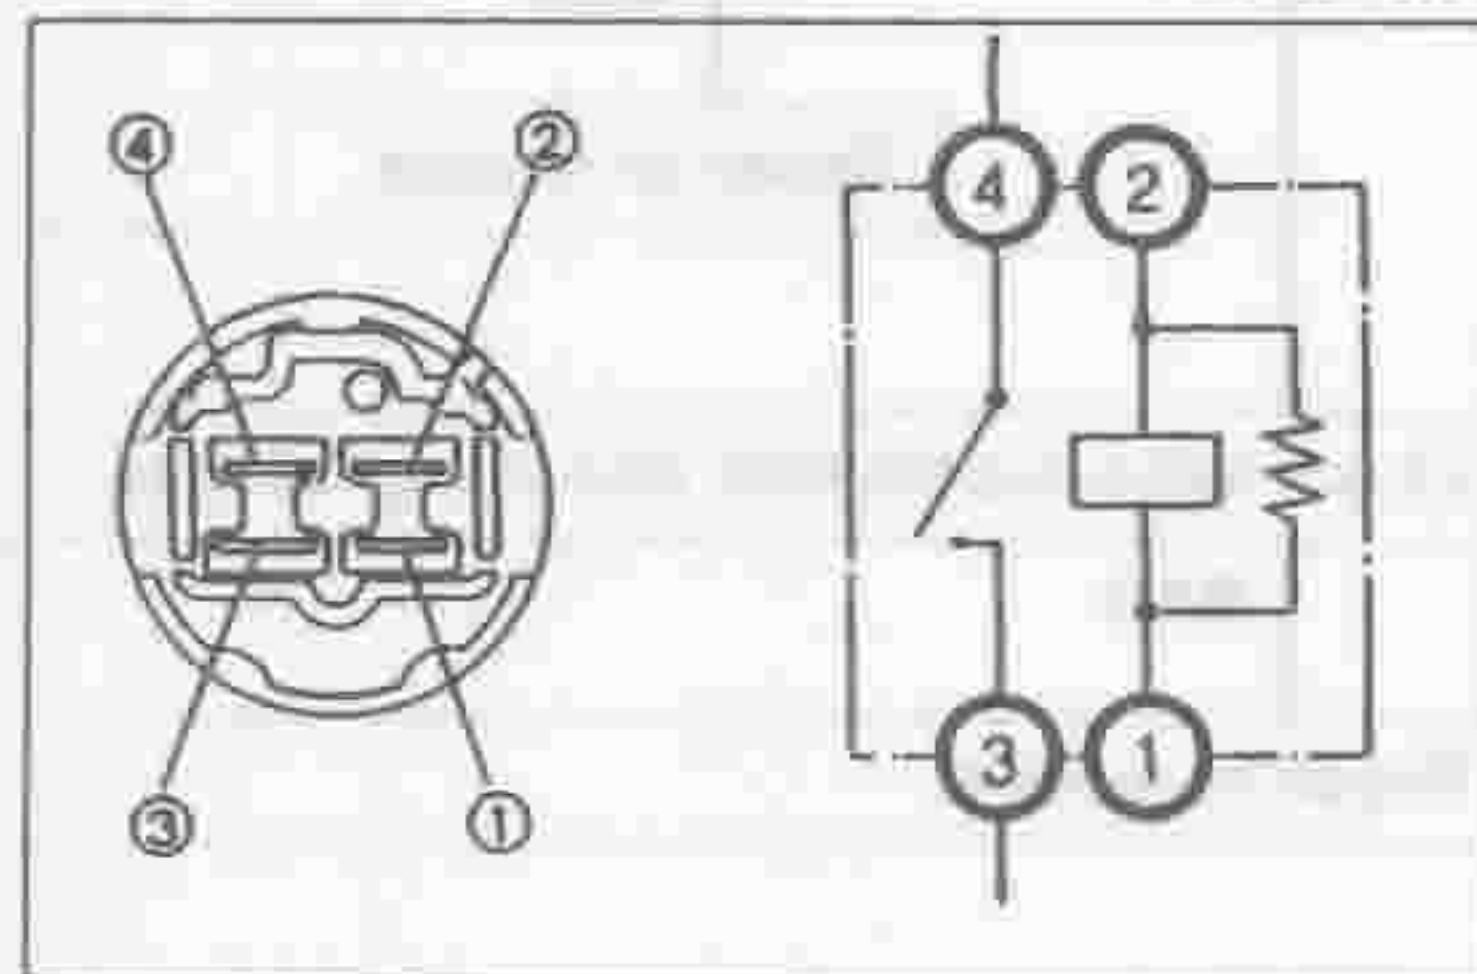 ④ ②
④ ②
③ ①
③ ①